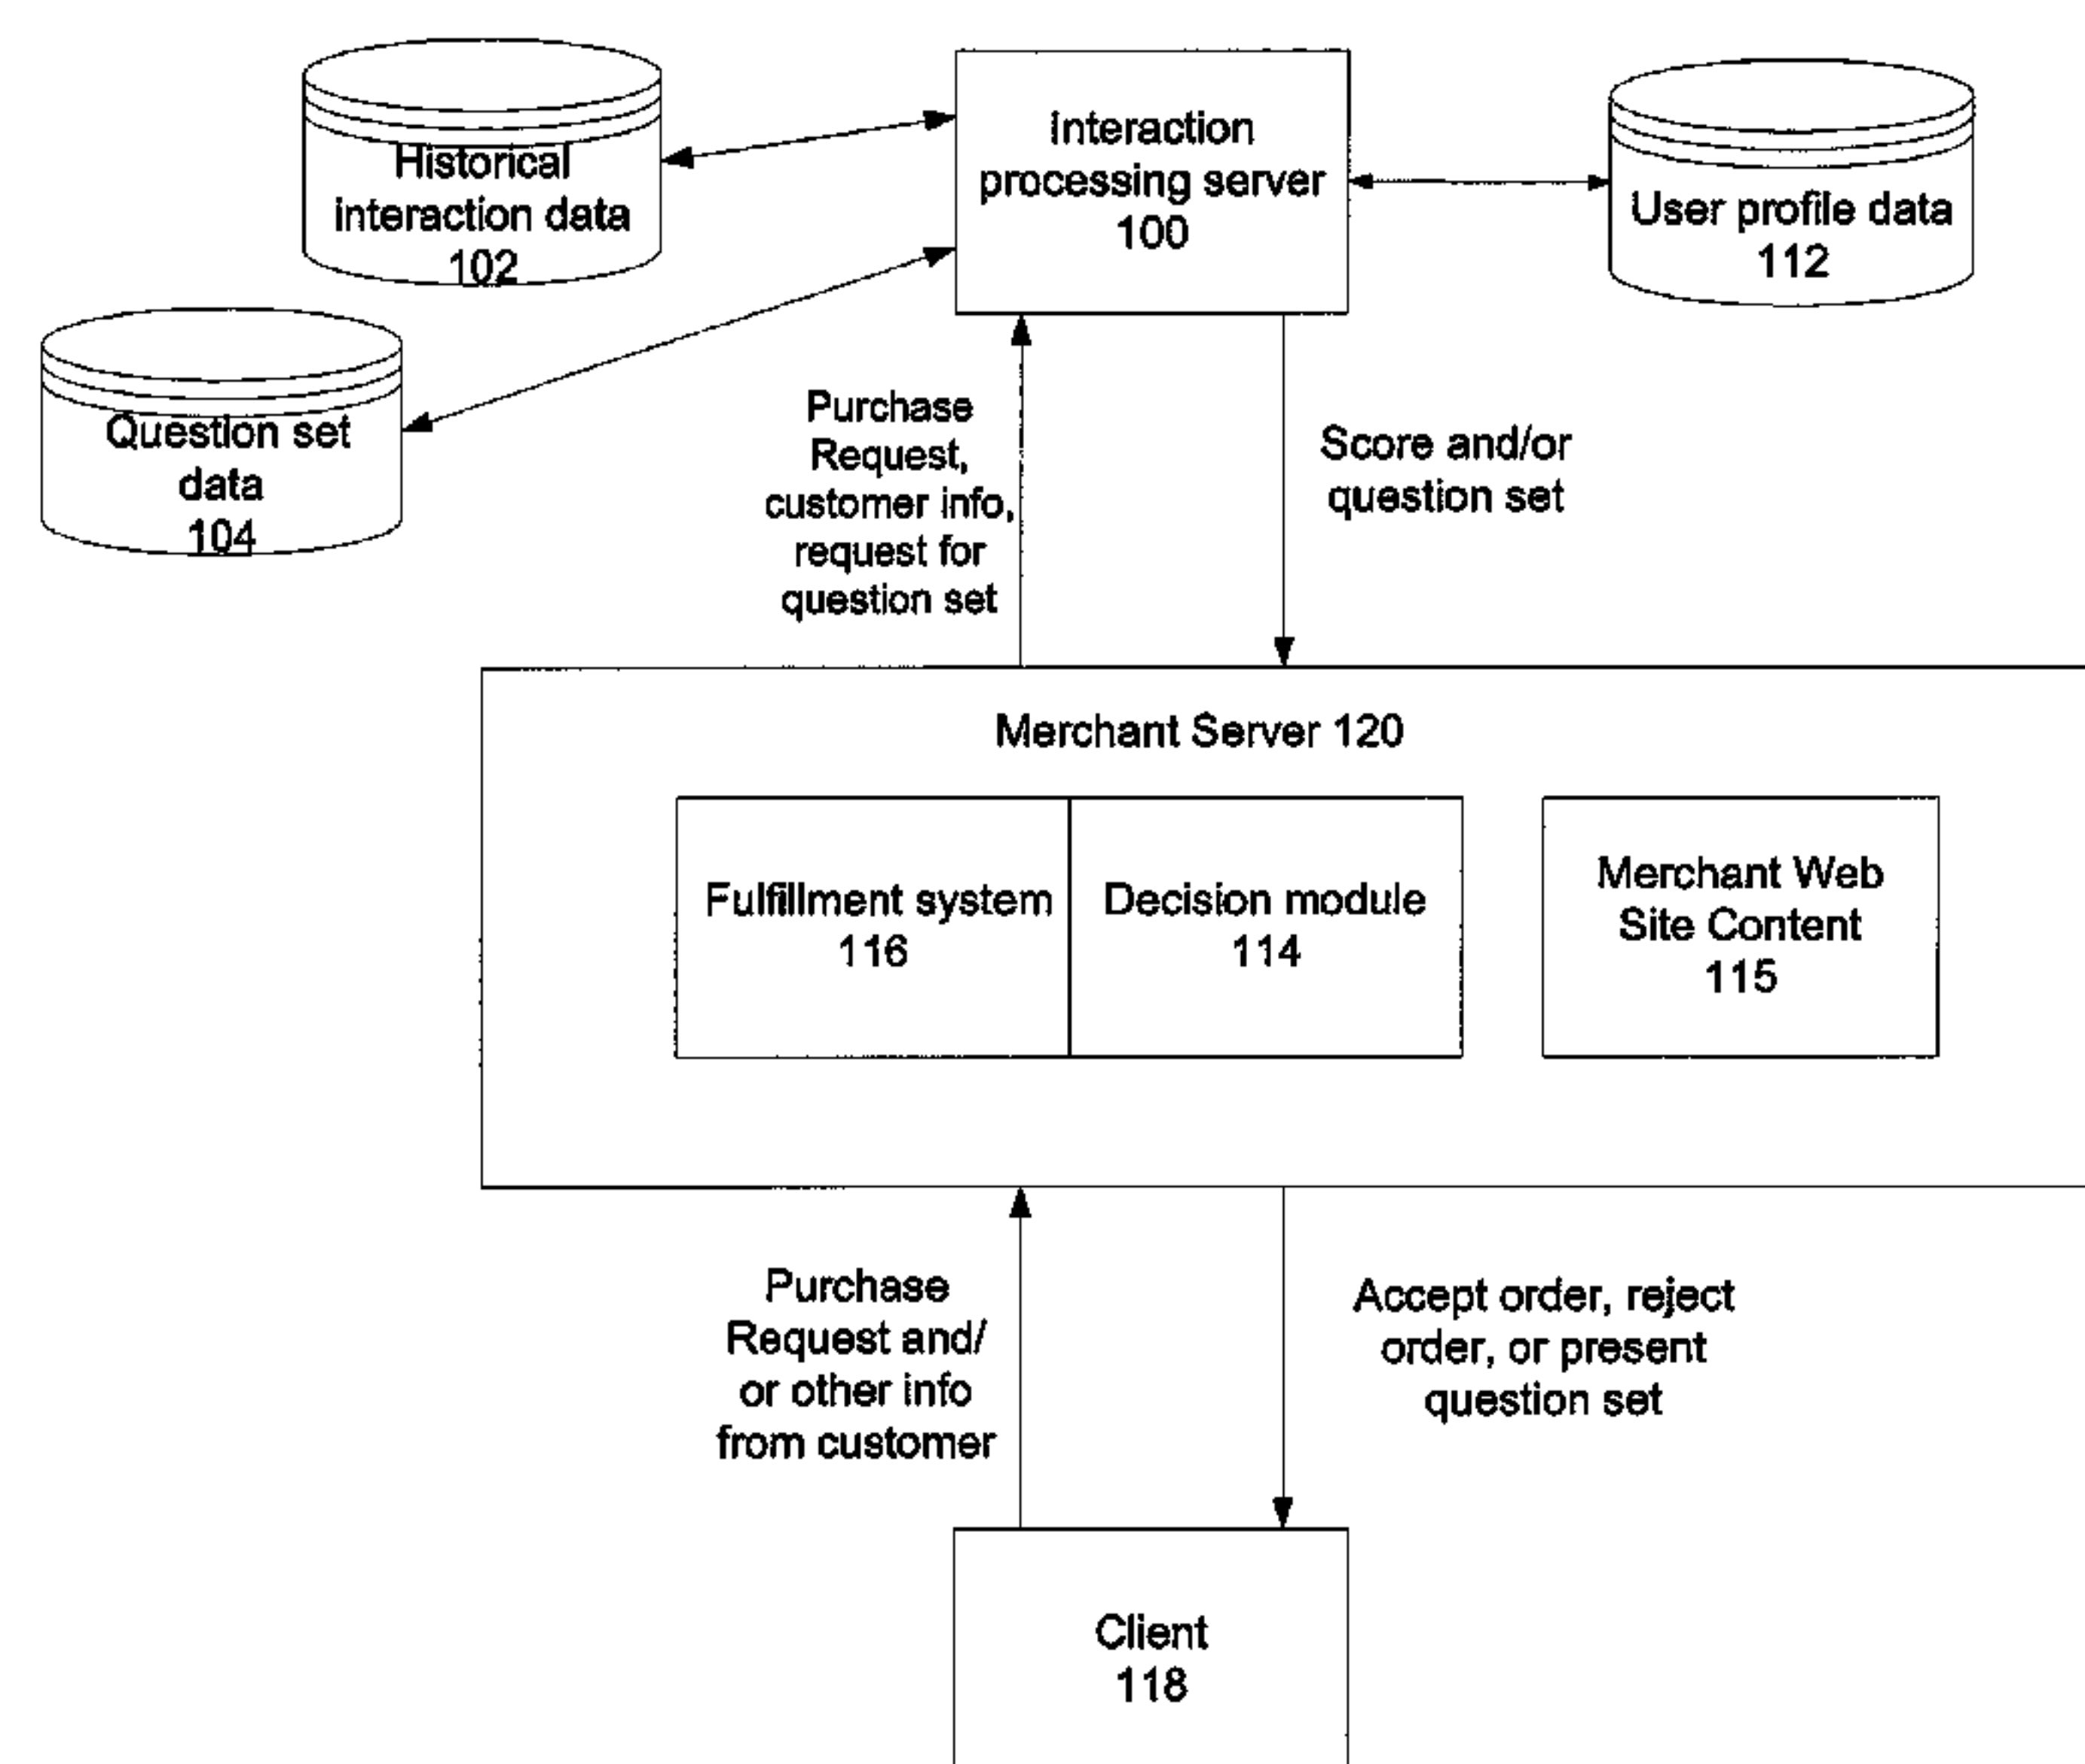 Historical
interaction data
102
Interaction
processing server
100
User profile data
112
Question set
data
104
Purchase
Request,
customer info,
request for
question set
Score and/or
question set
Merchant Server 120
Fulfillment system
116
Decision module
114
Merchant Web
Site Content
115
Purchase
Request and/
or other info
from customer
Accept order, reject
order, or present
question set
Client
118